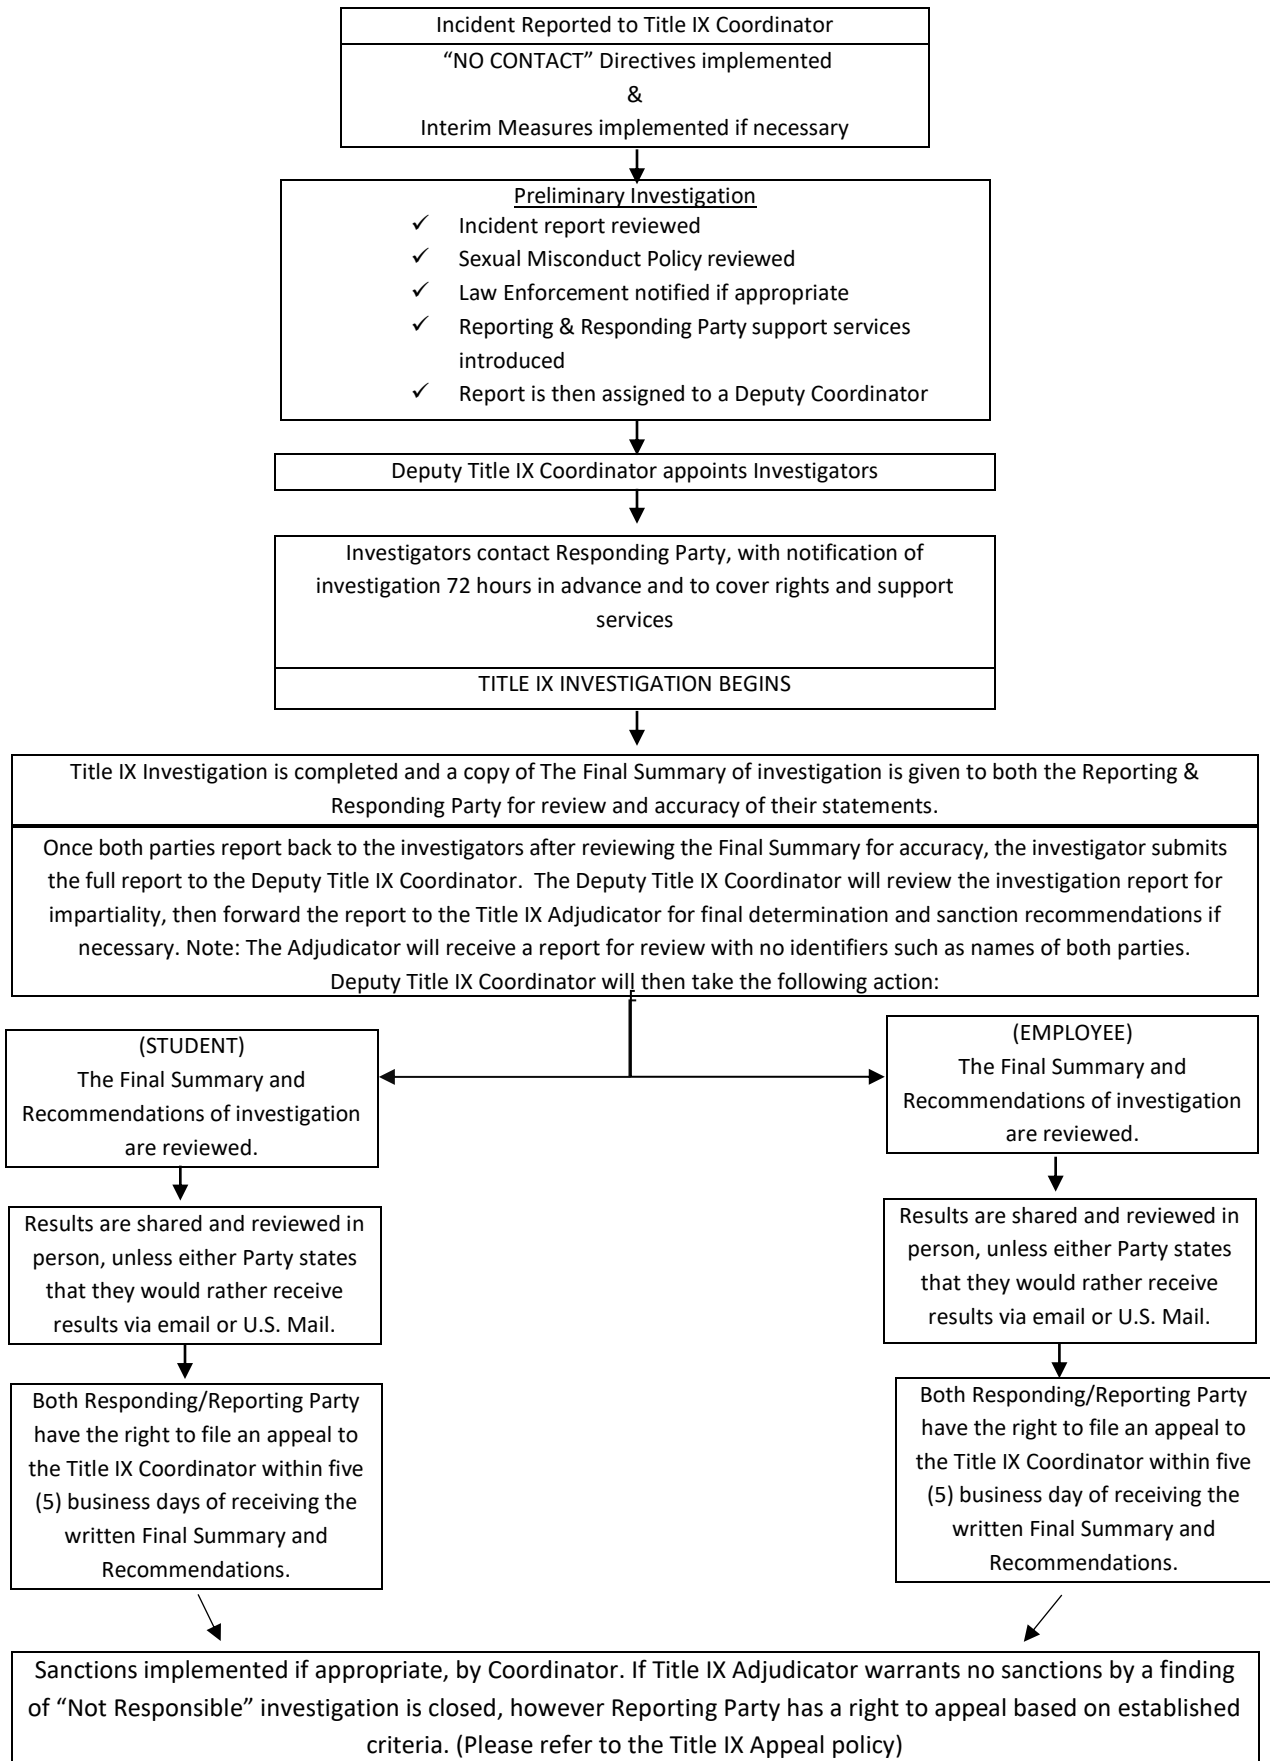 Incident Reported to Title IX Coordinator
“NO CONTACT” Directives implemented
&
Interim Measures implemented if necessary
Preliminary Investigation
✓ Incident report reviewed
✓ Sexual Misconduct Policy reviewed
✓ Law Enforcement notified if appropriate
✓ Reporting & Responding Party support services
introduced
✓ Report is then assigned to a Deputy Coordinator
Deputy Title IX Coordinator appoints Investigators
Investigators contact Responding Party, with notification of
investigation 72 hours in advance and to cover rights and support
services
TITLE IX INVESTIGATION BEGINS
Title IX Investigation is completed and a copy of The Final Summary of investigation is given to both the Reporting &
Responding Party for review and accuracy of their statements.
Once both parties report back to the investigators after reviewing the Final Summary for accuracy, the investigator submits
the full report to the Deputy Title IX Coordinator. The Deputy Title IX Coordinator will review the investigation report for
impartiality, then forward the report to the Title IX Adjudicator for final determination and sanction recommendations if
necessary. Note: The Adjudicator will receive a report for review with no identifiers such as names of both parties.
Deputy Title IX Coordinator will then take the following action:
(STUDENT)
The Final Summary and
Recommendations of investigation
are reviewed.
Results are shared and reviewed in
person, unless either Party states
that they would rather receive
results via email or U.S. Mail.
Both Responding/Reporting Party
have the right to file an appeal to
the Title IX Coordinator within five
(5) business days of receiving the
written Final Summary and
Recommendations.
(EMPLOYEE)
The Final Summary and
Recommendations of investigation
are reviewed.
Results are shared and reviewed in
person, unless either Party states
that they would rather receive
results via email or U.S. Mail.
Both Responding/Reporting Party
have the right to file an appeal to
the Title IX Coordinator within five
(5) business day of receiving the
written Final Summary and
Recommendations.
Sanctions implemented if appropriate, by Coordinator. If Title IX Adjudicator warrants no sanctions by a finding
of “Not Responsible” investigation is closed, however Reporting Party has a right to appeal based on established
criteria. (Please refer to the Title IX Appeal policy)